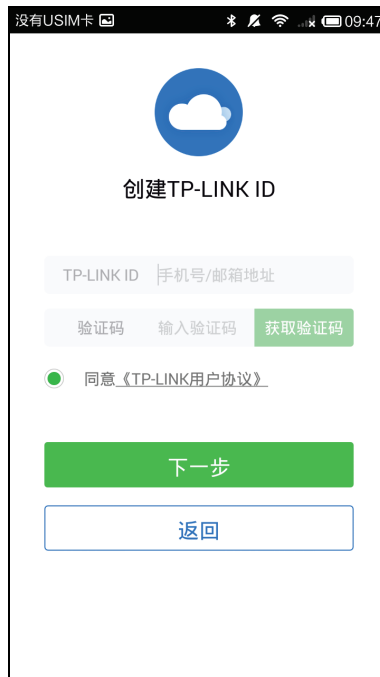 没有USIM卡 09:47
创建TP-LINK ID
TP-LINK ID 手机号/邮箱地址
验证码 输入验证码 获取验证码
同意《TP-LINK用户协议》
下一步
返回